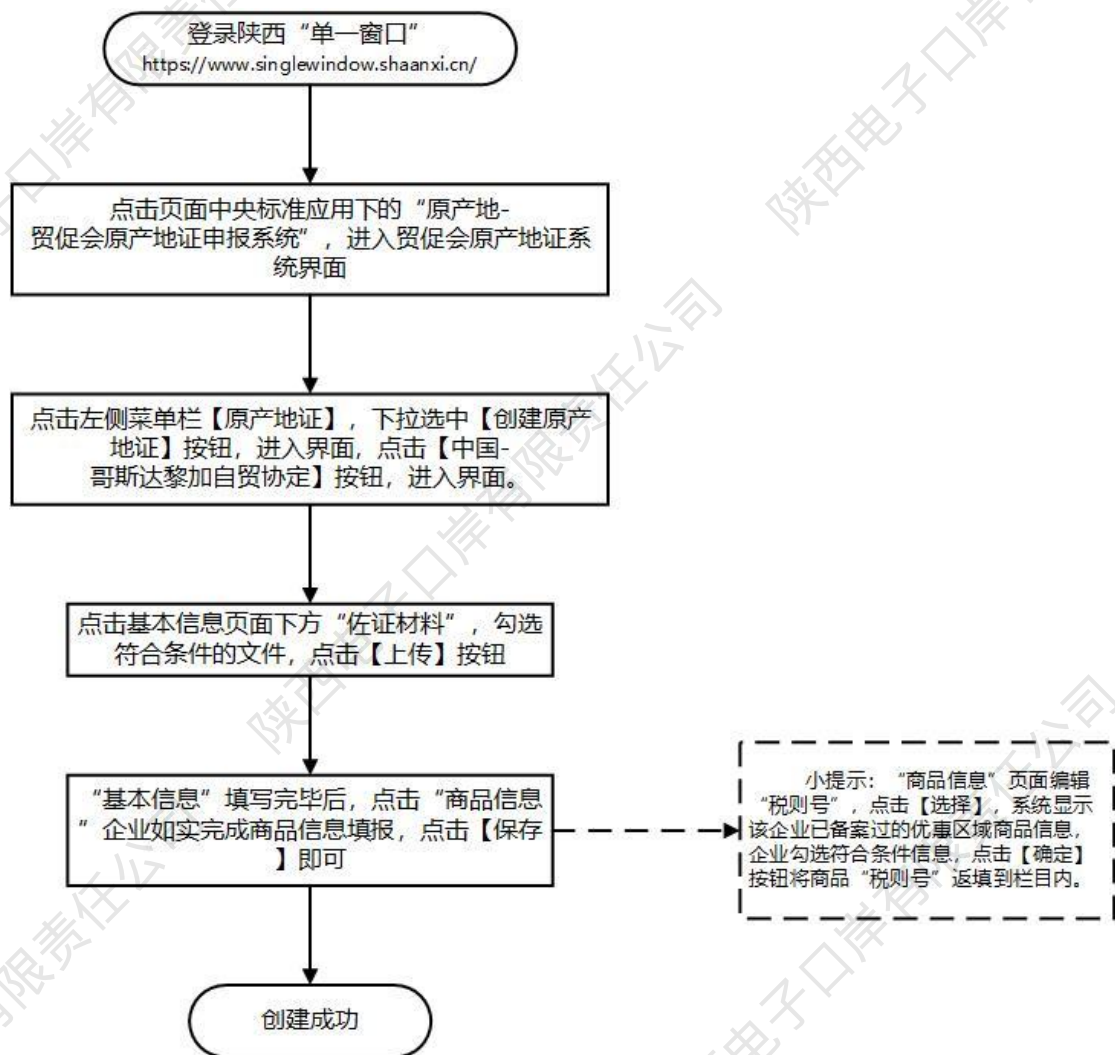 登录陕西“单一窗口”
https://www.singlewindow.shaanxi.cn/
点击页面中央标准应用下的“原产地-
贸促会原产地证申报系统”，进入贸促会原产地证系
统界面
点击左侧菜单栏【原产地证】，下拉选中【创建原产
地证】按钮，进入界面，点击【中国-
哥斯达黎加自贸协定】按钮，进入界面。
点击基本信息页面下方“佐证材料”，勾选
符合条件的文件，点击【上传】按钮
“基本信息”填写完毕后，点击“商品信息
”企业如实完成商品信息填报，点击【保存
】即可
小提示：“商品信息”页面编辑
“税则号”，点击【选择】，系统显示
该企业已备案过的优惠区域商品信息，
企业勾选符合条件信息，点击【确定】
按钮将商品“税则号”返填到栏目内。
创建成功
陕西电子口岸有限责任公司